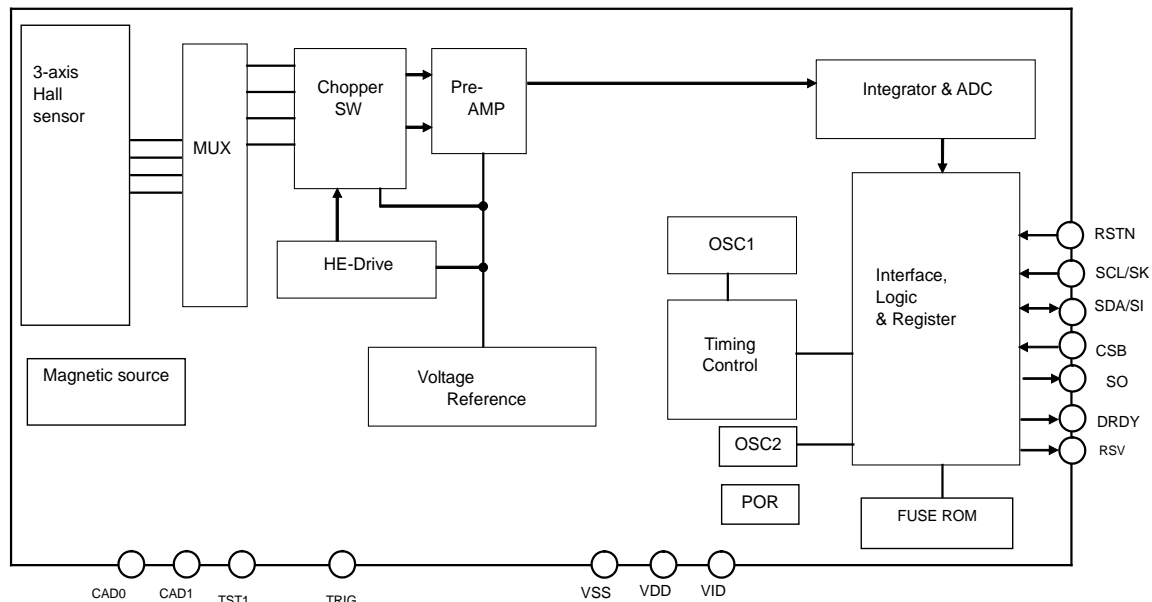 3-axis
Hall
sensor
MUX
Chopper
SW
Pre-
AMP
Integrator & ADC
HE-Drive
OSC1
Interface,
Logic
& Register
Timing
Control
Magnetic source
Voltage
Reference
OSC2
POR
FUSE ROM
RSTN
SCL/SK
SDA/SI
CSB
SO
DRDY
RSV
CAD0
CAD1
TST1
TRIG
VSS
VDD
VID